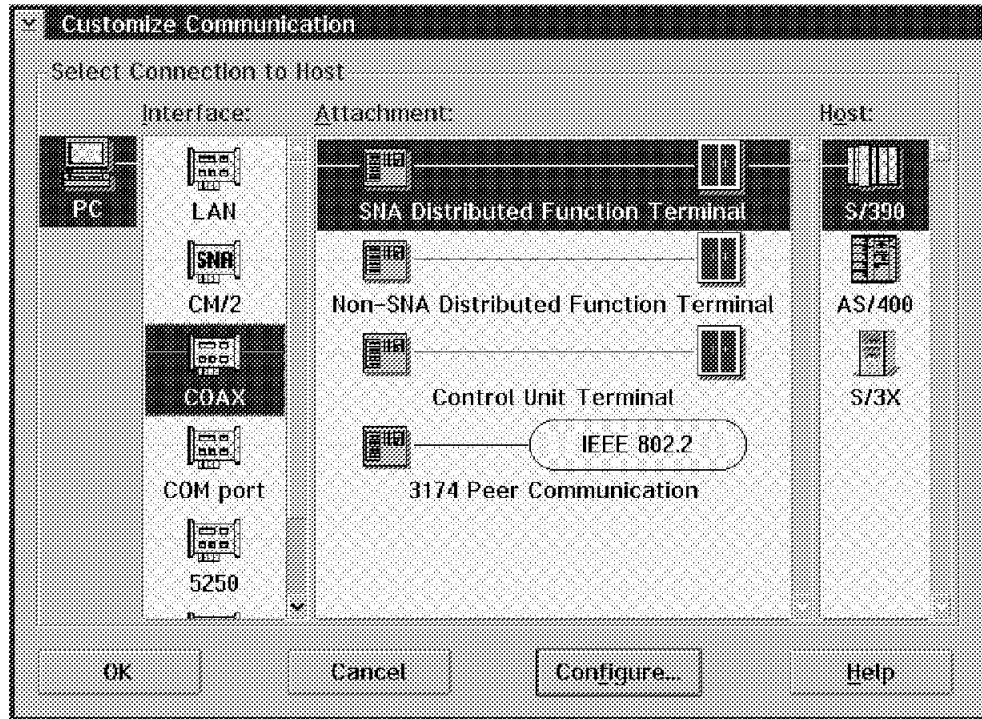 Customize Communication
Select Connection to Host
Interface:
Attachment:
Host:
PC
LAN
SNA
CM/2
COAX
COM port
5250
SNA Distributed Function Terminal
Non-SNA Distributed Function Terminal
Control Unit Terminal
IEEE 802.2
3174 Peer Communication
S/390
AS/400
S/3X
OK
Cancel
Configure...
Help